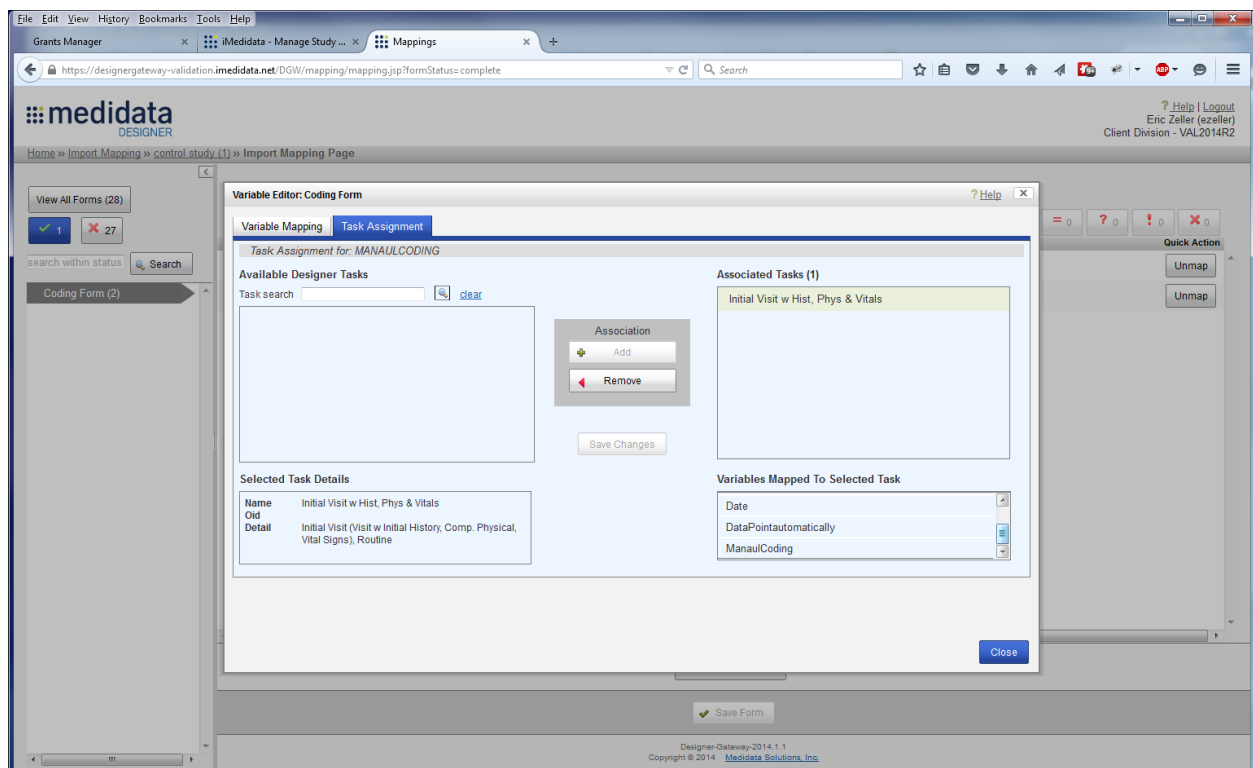 File Edit View History Bookmarks Tools Help
Grants Manager × iMedidata - Manage Study ... × Mappings × +
https://designergateway-validation.imedidata.net/DGW/mapping/mapping.jsp?formStatus=complete Search
medidata
DESIGNER
? Help | Logout
Eric Zeller (ezeller)
Client Division - VAL2014R2
Home » Import Mapping » control study (1) » Import Mapping Page
View All Forms (28)
1 27
search within status Search
Coding Form (2)
= 0 ? 0 ! 0 × 0
Quick Action
Unmap
Unmap
Variable Editor: Coding Form ? Help X
Variable Mapping Task Assignment
Task Assignment for: MANAULCODING
Available Designer Tasks
Task search clear
Association
Add
Remove
Save Changes
Associated Tasks (1)
Initial Visit w Hist, Phys & Vitals
Selected Task Details
Name Initial Visit w Hist, Phys & Vitals
Oid
Detail Initial Visit (Visit w Initial History, Comp. Physical,
Vital Signs), Routine
Variables Mapped To Selected Task
Date
DataPointautomatically
ManaulCoding
Close
Save Form
Designer-Gateway-2014.1.1
Copyright © 2014 Medidata Solutions, Inc.